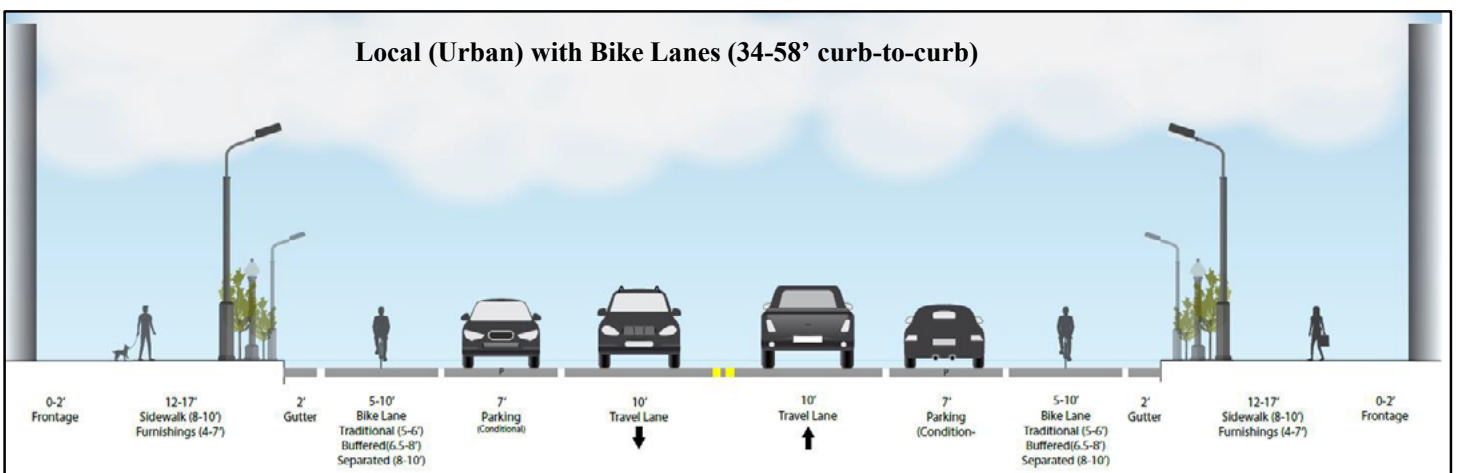 Local (Urban) with Bike Lanes (34-58’ curb-to-curb)
P
P
0-2'
Frontage
12-17'
Sidewalk (8-10')
Furnishings (4-7')
2'
Gutter
5-10'
Bike Lane
Traditional (5-6')
Buffered(6.5-8')
Separated (8-10')
7'
Parking
(Conditional)
10'
Travel Lane
10'
Travel Lane
7'
Parking
(Condition-
5-10'
Bike Lane
Traditional (5-6')
Buffered(6.5-8')
Separated (8-10')
2'
Gutter
12-17'
Sidewalk (8-10')
Furnishings (4-7')
0-2'
Frontage